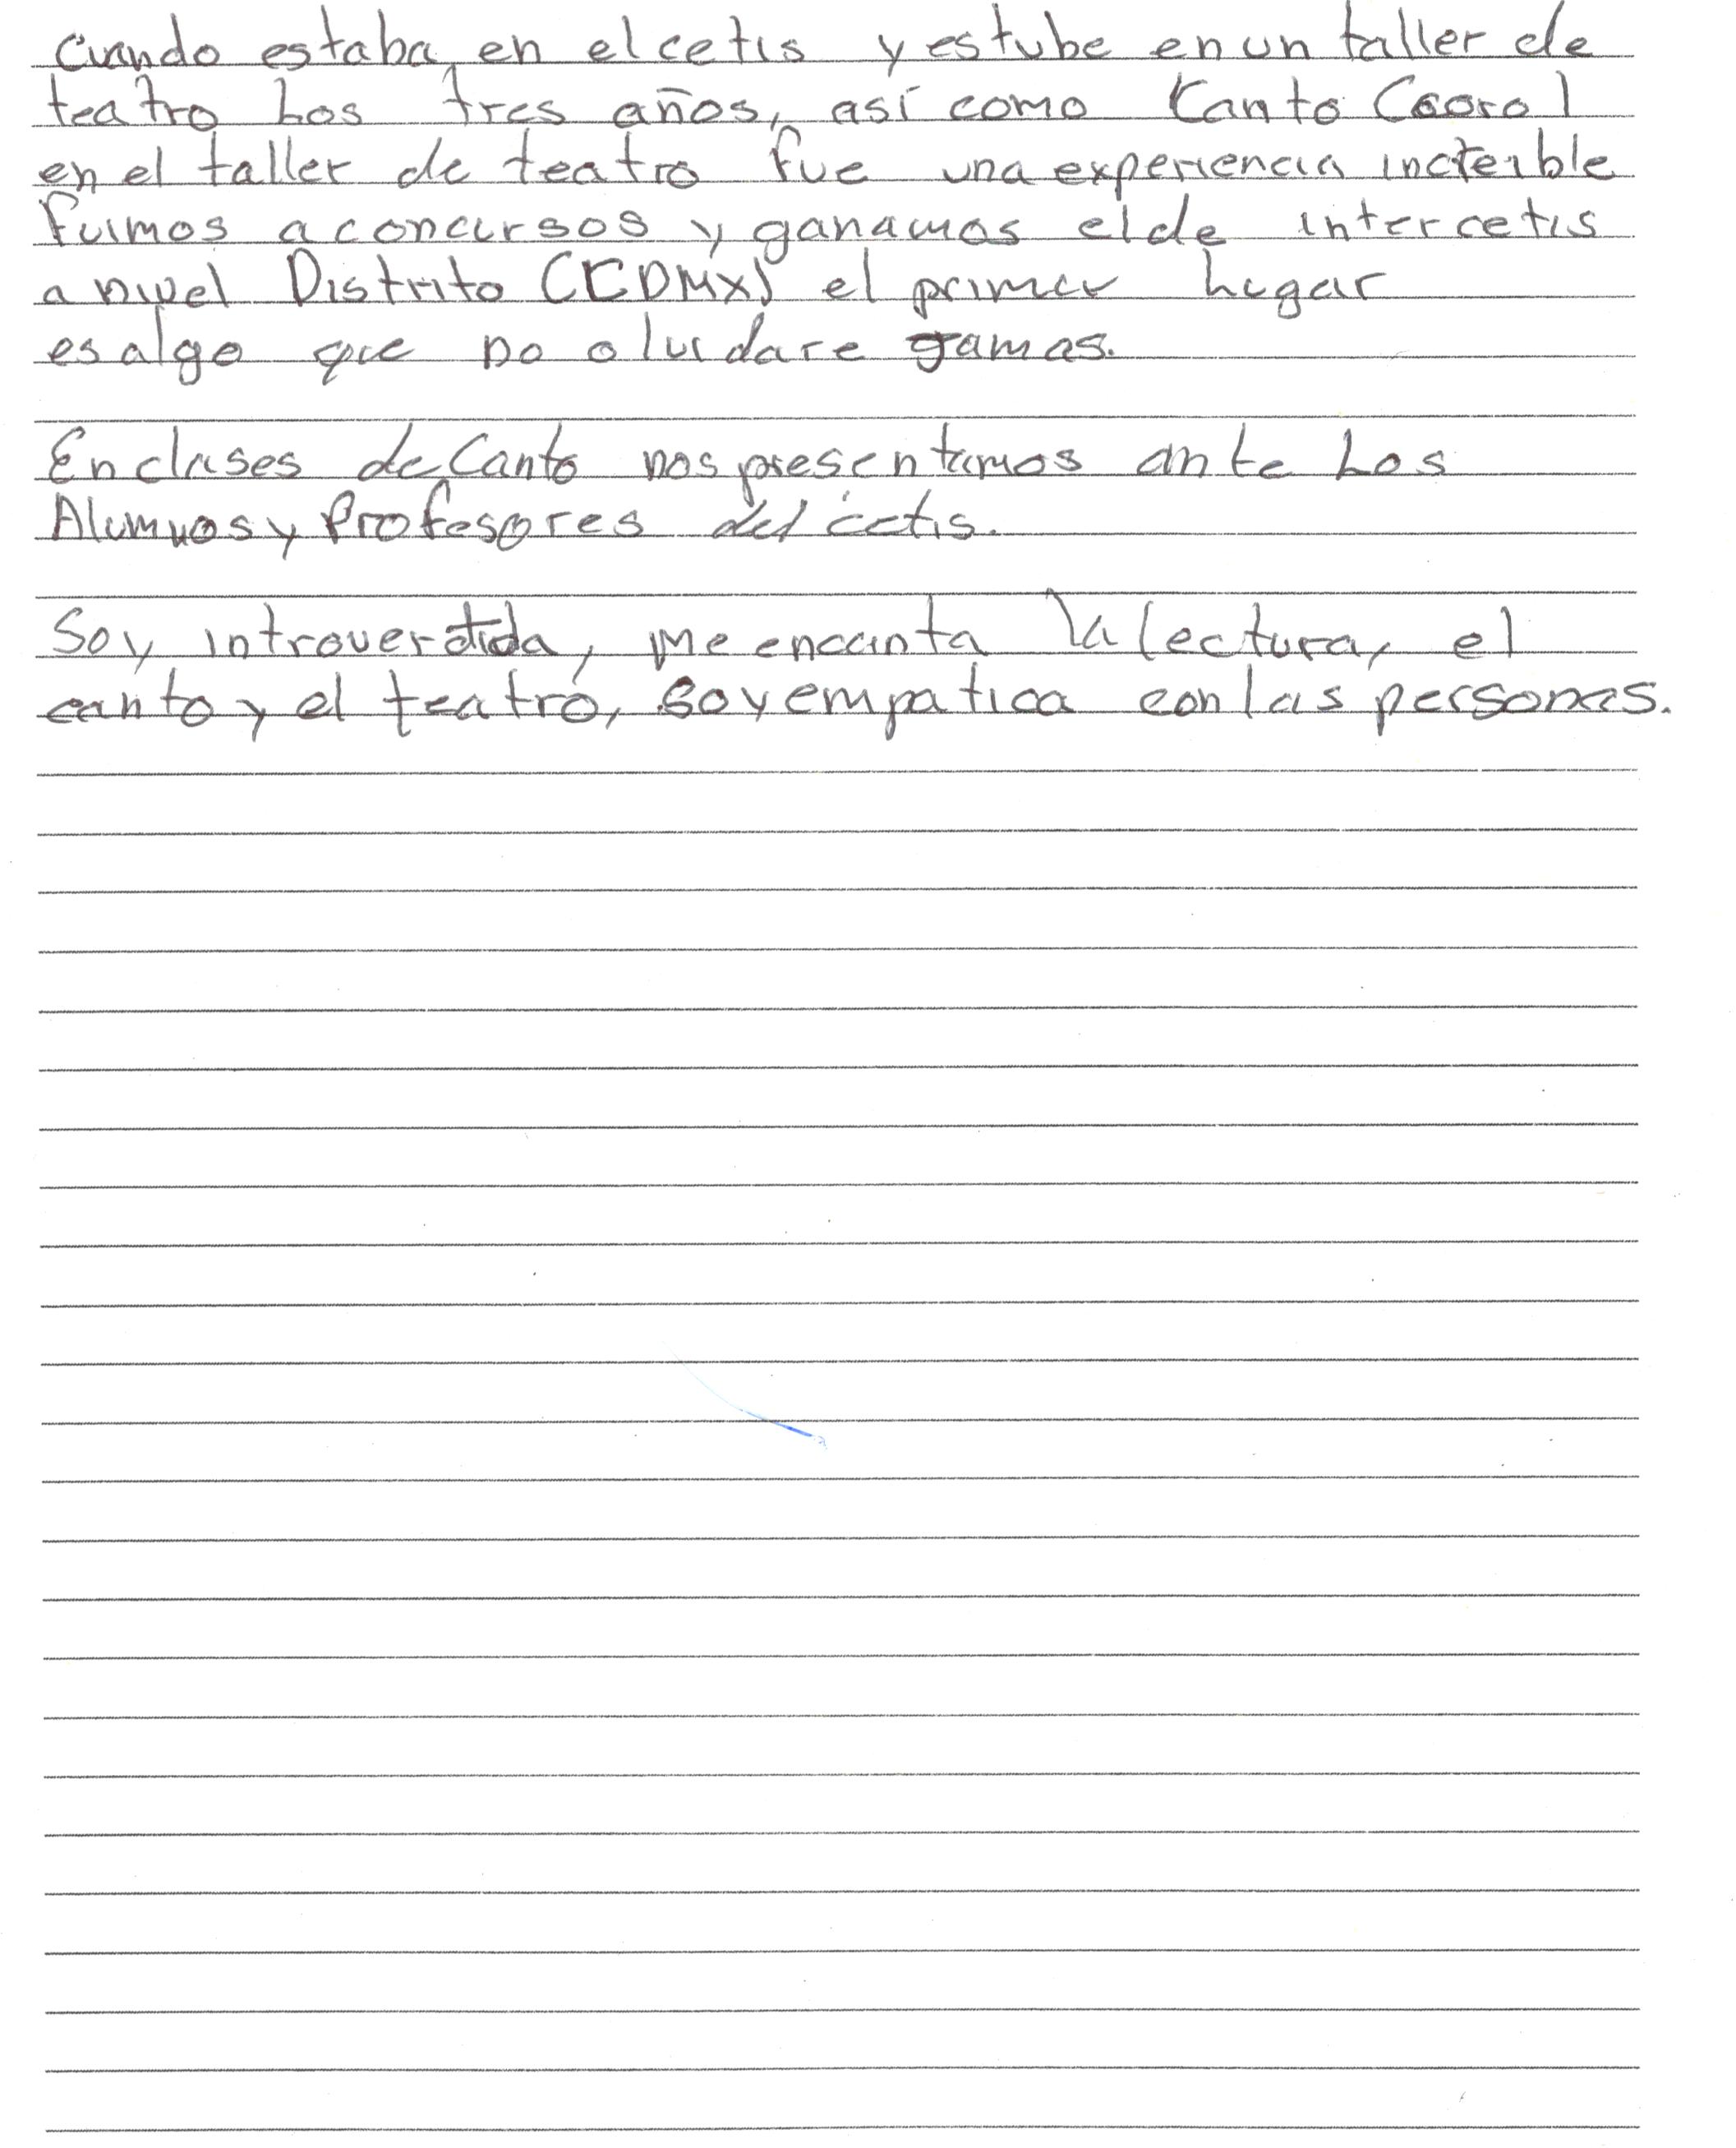 Cuando estaba en el cetis y estube en un taller de
teatro Los tres años, así como Canto Cooral
en el taller de teatro fue una experiencia increible
fuimos a concursos y ganamos el de intercetis
a nivel Distrito (CDMX) el primer lugar
es algo que no olvidare jamas.
En clases de Canto nos presentamos ante Los
Alumnos y Profesores del cetis.
Soy introvertida, me encanta la lectura, el
canto y el teatro, soy empatica con las personas.